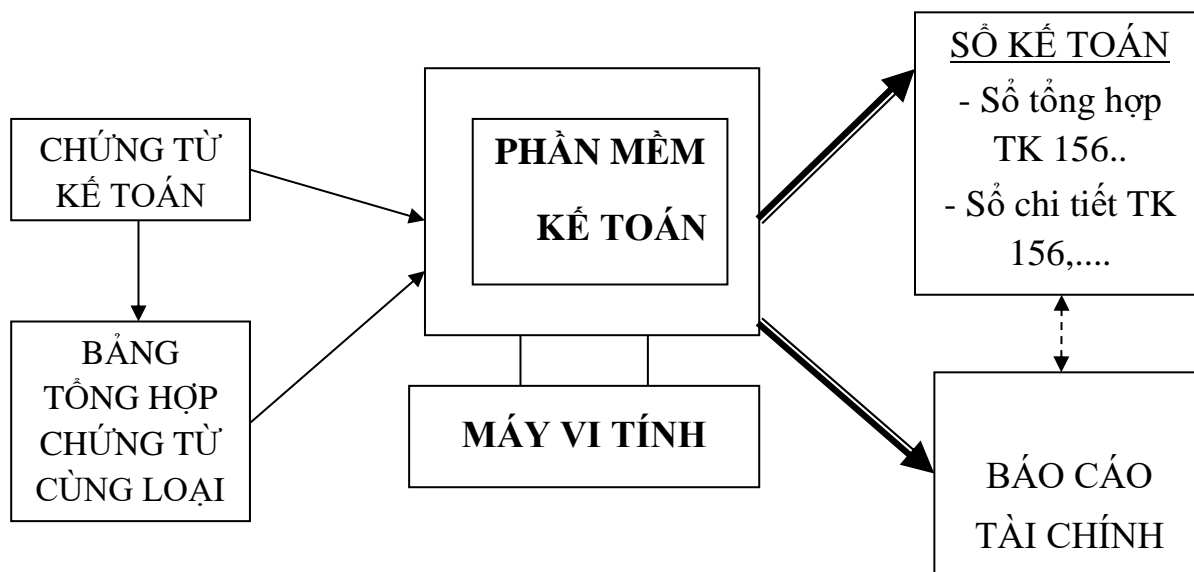 CHỨNG TỪ
KẾ TOÁN
BẢNG
TỔNG HỢP
CHỨNG TỪ
CÙNG LOẠI
PHẦN MỀM
KẾ TOÁN
MÁY VI TÍNH
SỔ KẾ TOÁN
- Sổ tổng hợp
TK 156..
- Sổ chi tiết TK
156,....
BÁO CÁO
TÀI CHÍNH